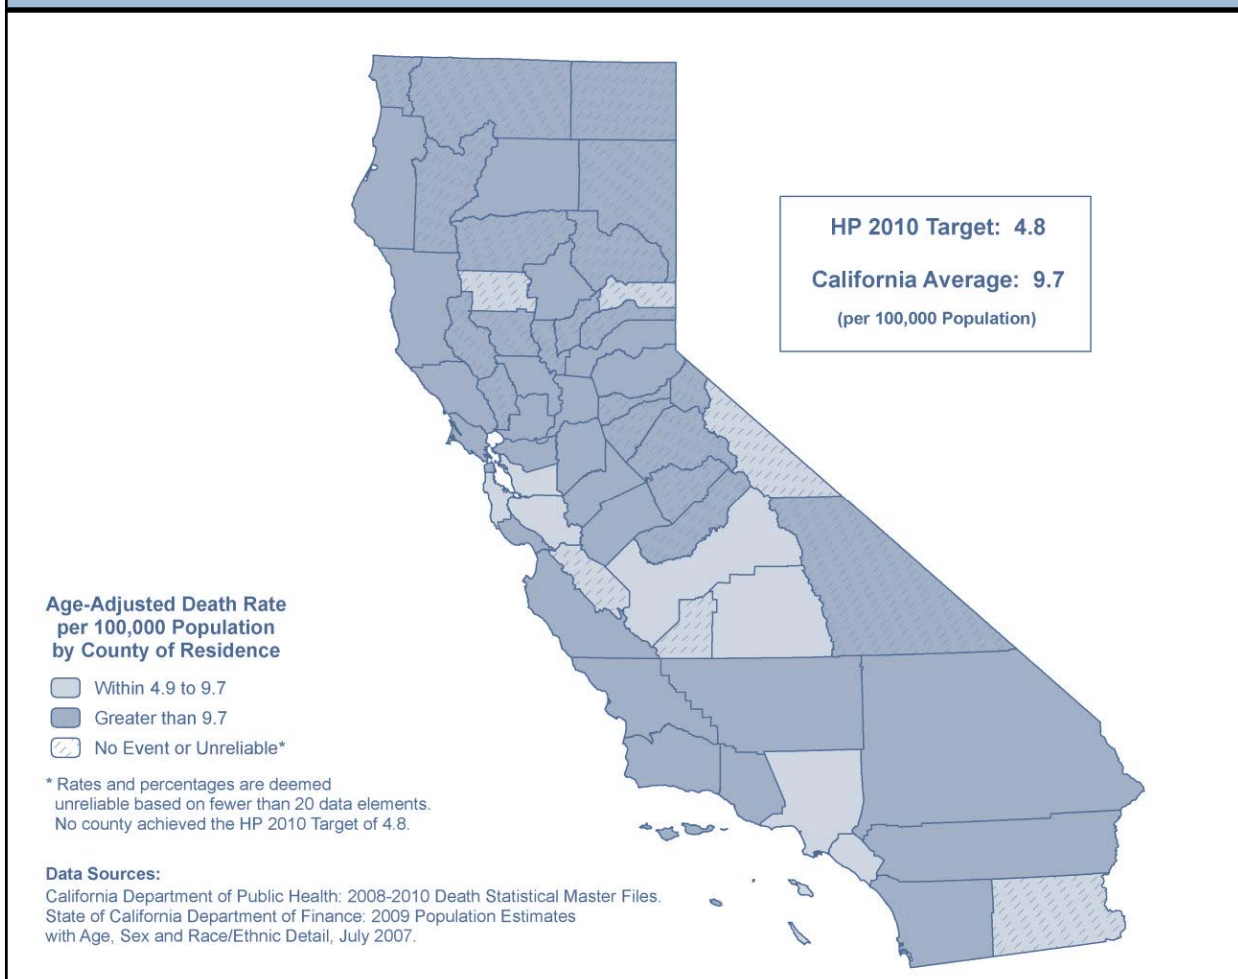 HP 2010 Target: 4.8
California Average: 9.7
(per 100,000 Population)
Age-Adjusted Death Rate
per 100,000 Population
by County of Residence
Within 4.9 to 9.7
Greater than 9.7
No Event or Unreliable*
* Rates and percentages are deemed
unreliable based on fewer than 20 data elements.
No county achieved the HP 2010 Target of 4.8.
Data Sources:
California Department of Public Health: 2008-2010 Death Statistical Master Files.
State of California Department of Finance: 2009 Population Estimates
with Age, Sex and Race/Ethnic Detail, July 2007.